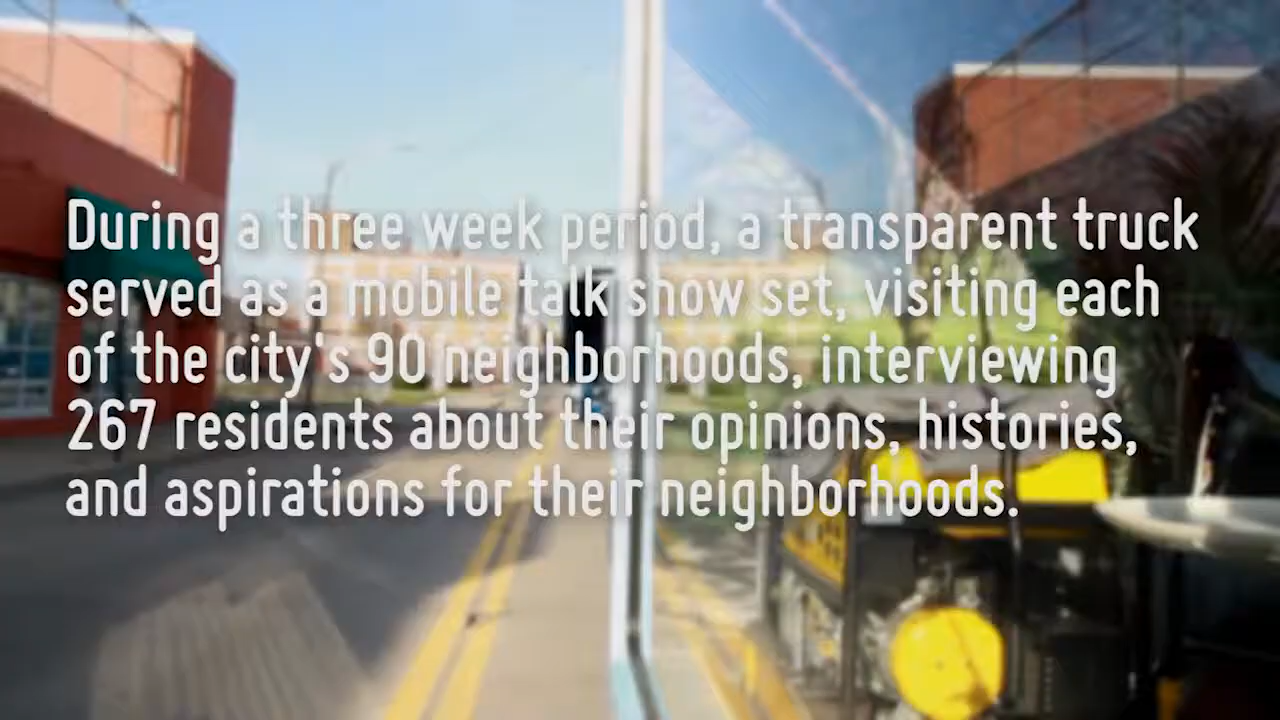 During a three week period, a transparent truck
served as a mobile talk show set, visiting each
of the city's 90 neighborhoods, interviewing
267 residents about their opinions, histories,
and aspirations for their neighborhoods.